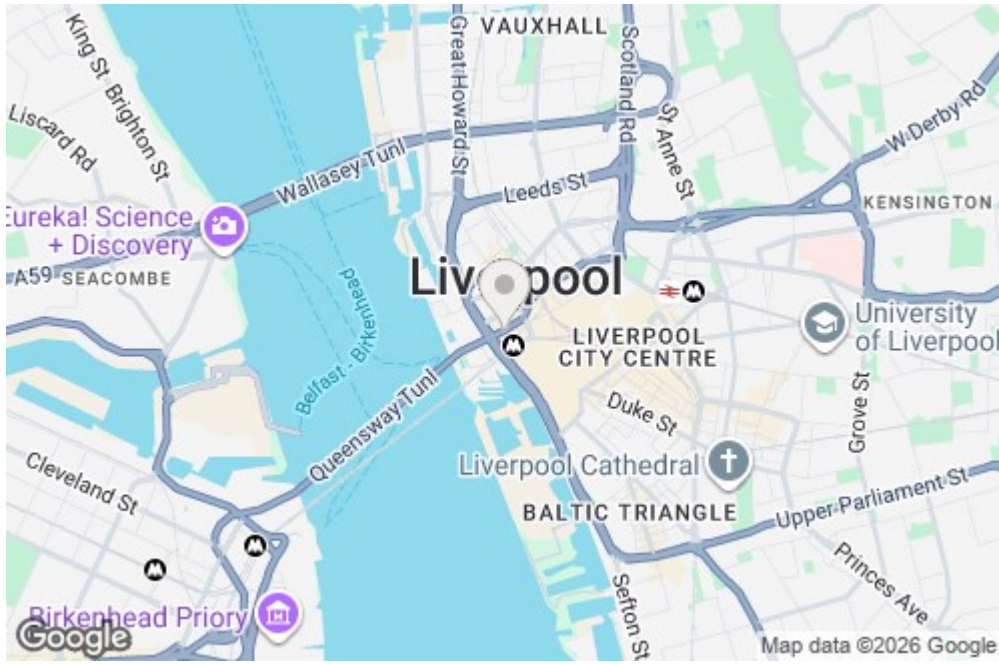 VAUXHALL
King St
Brighton St
Great Howard St
Scotland Rd
St Anne St
W Derby Rd
Liscard Rd
Wallasey Tunl
Leeds St
KENSINGTON
Eureka! Science
+ Discovery
A59
SEACOMBE
Liverpool
Belfast - Birkenhead
LIVERPOOL
CITY CENTRE
University
of Liverpool
Queensway Tunl
Duke St
Grove St
Cleveland St
Liverpool Cathedral
BALTIC TRIANGLE
Upper Parliament St
Princes Ave
Sefton St
Birkenhead Priory
Google
Map data ©2026 Google